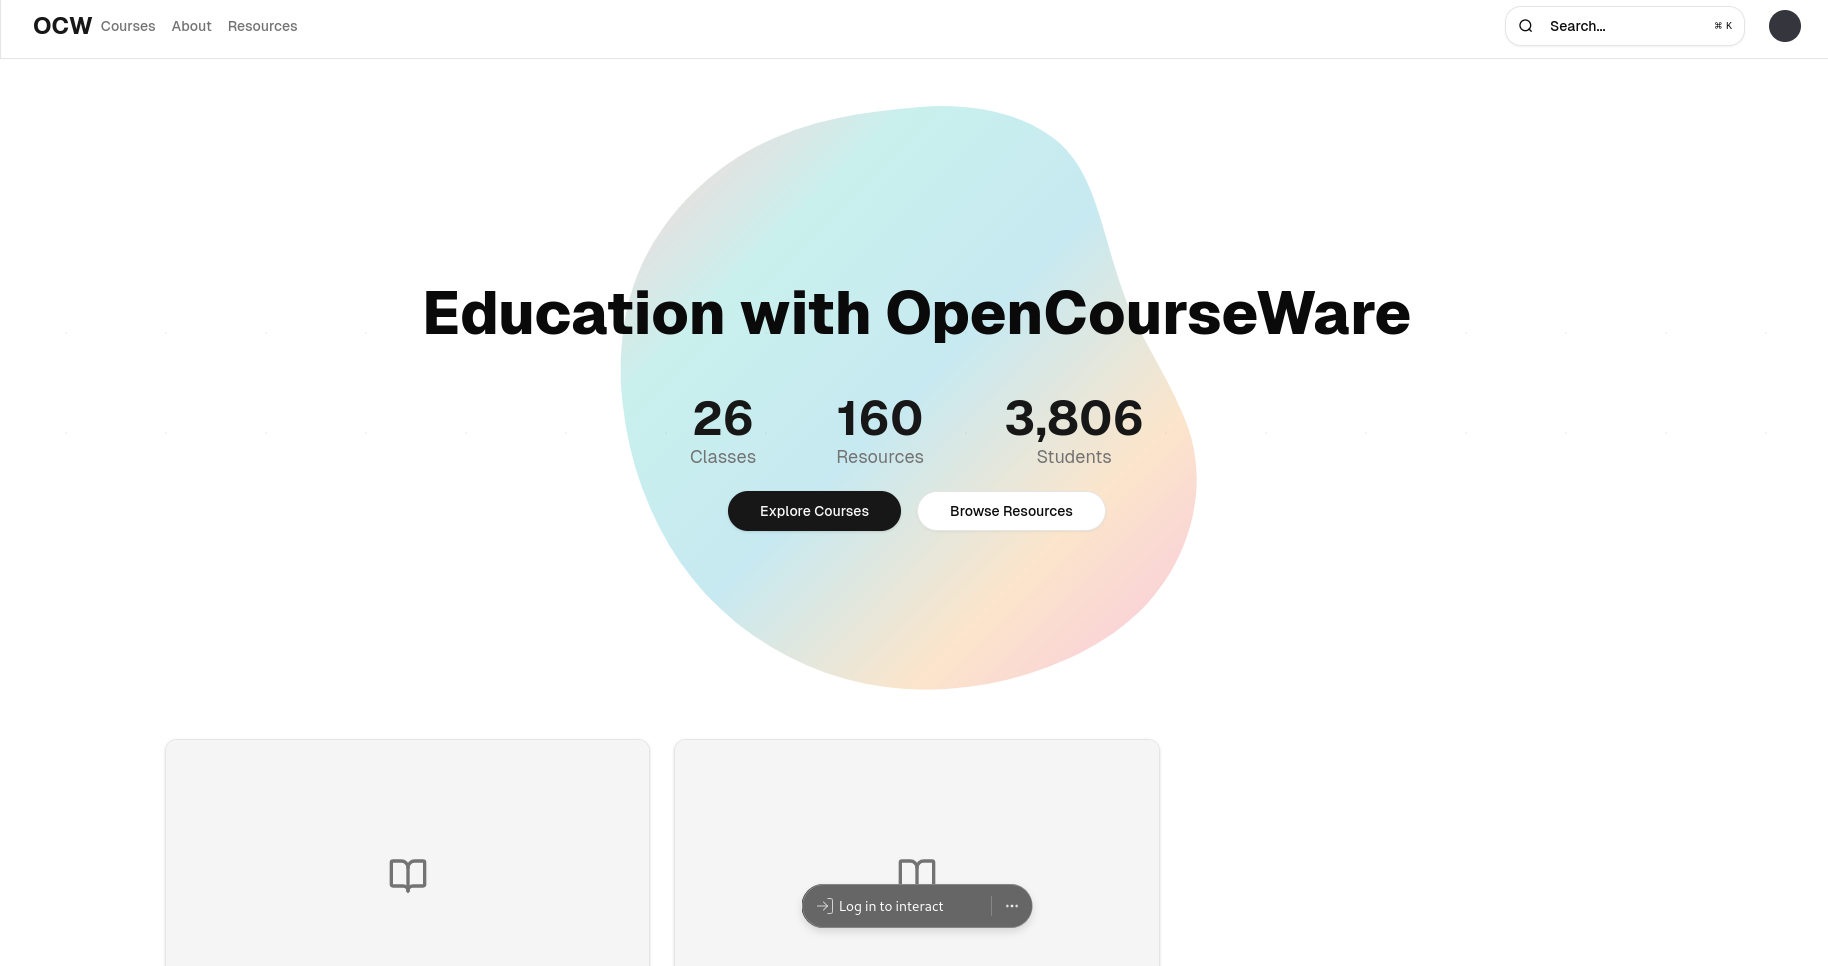 OCW Courses About Resources
Search... ⌘ K
Education with OpenCourseWare
26 160 3,806
Classes Resources Students
Explore Courses Browse Resources
Log in to interact